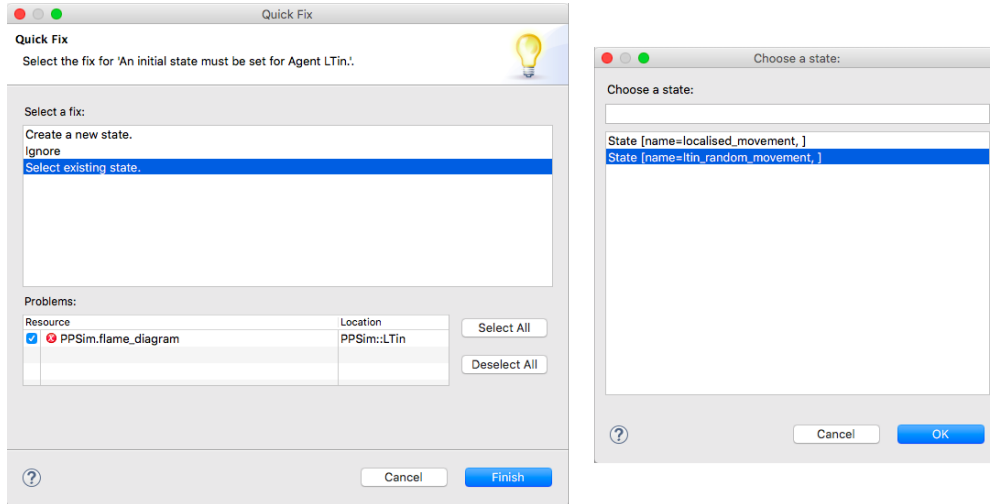 Quick Fix
Quick Fix
Select the fix for 'An initial state must be set for Agent LTin.'.
Select a fix:
Create a new state.
Ignore
Select existing state.
Problems:
Resource Location
PPSim.flame_diagram PPSim::LTin
Select All
Deselect All
? Cancel Finish
Choose a state:
Choose a state:
State [name=localised_movement, ]
State [name=ltin_random_movement, ]
? Cancel OK